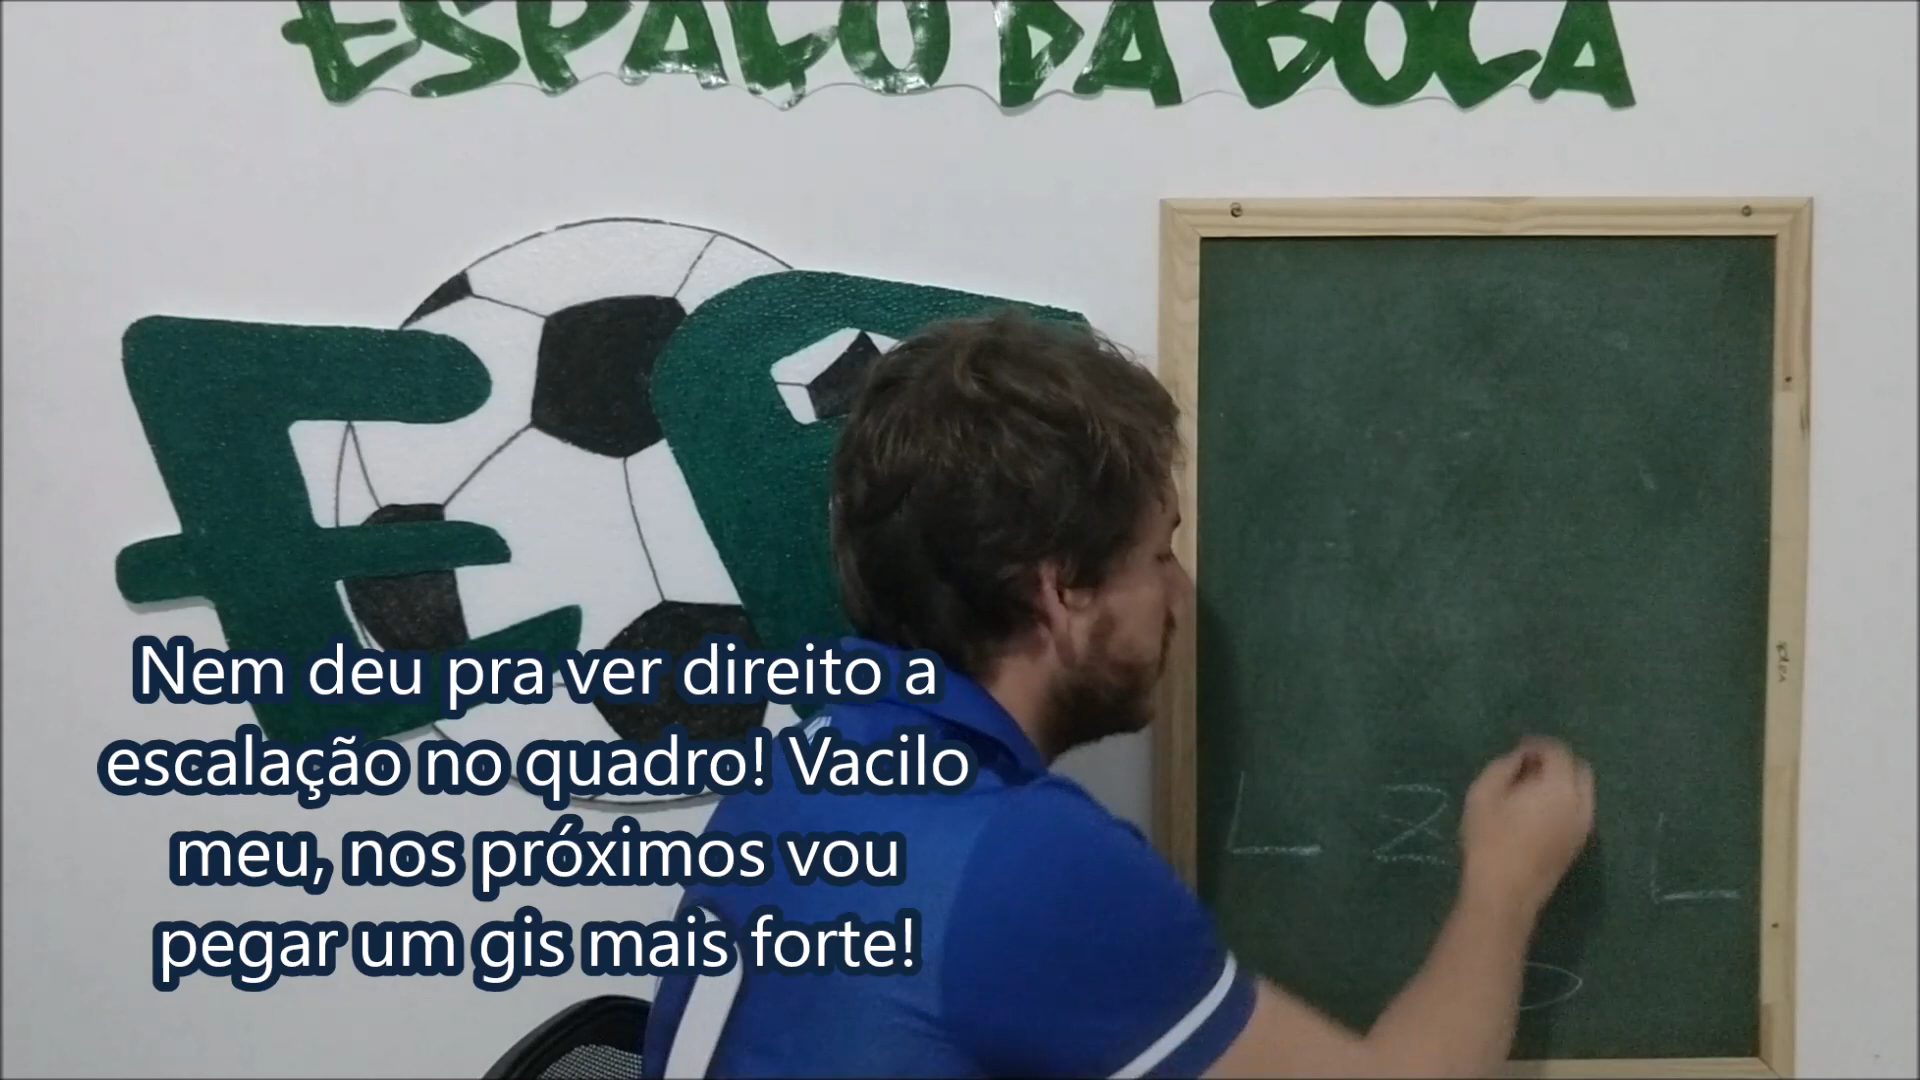 ESPAÇO DA BOLA
L Z L
Nem deu pra ver direito a
escalação no quadro! Vacilo
meu, nos próximos vou
pegar um gis mais forte!